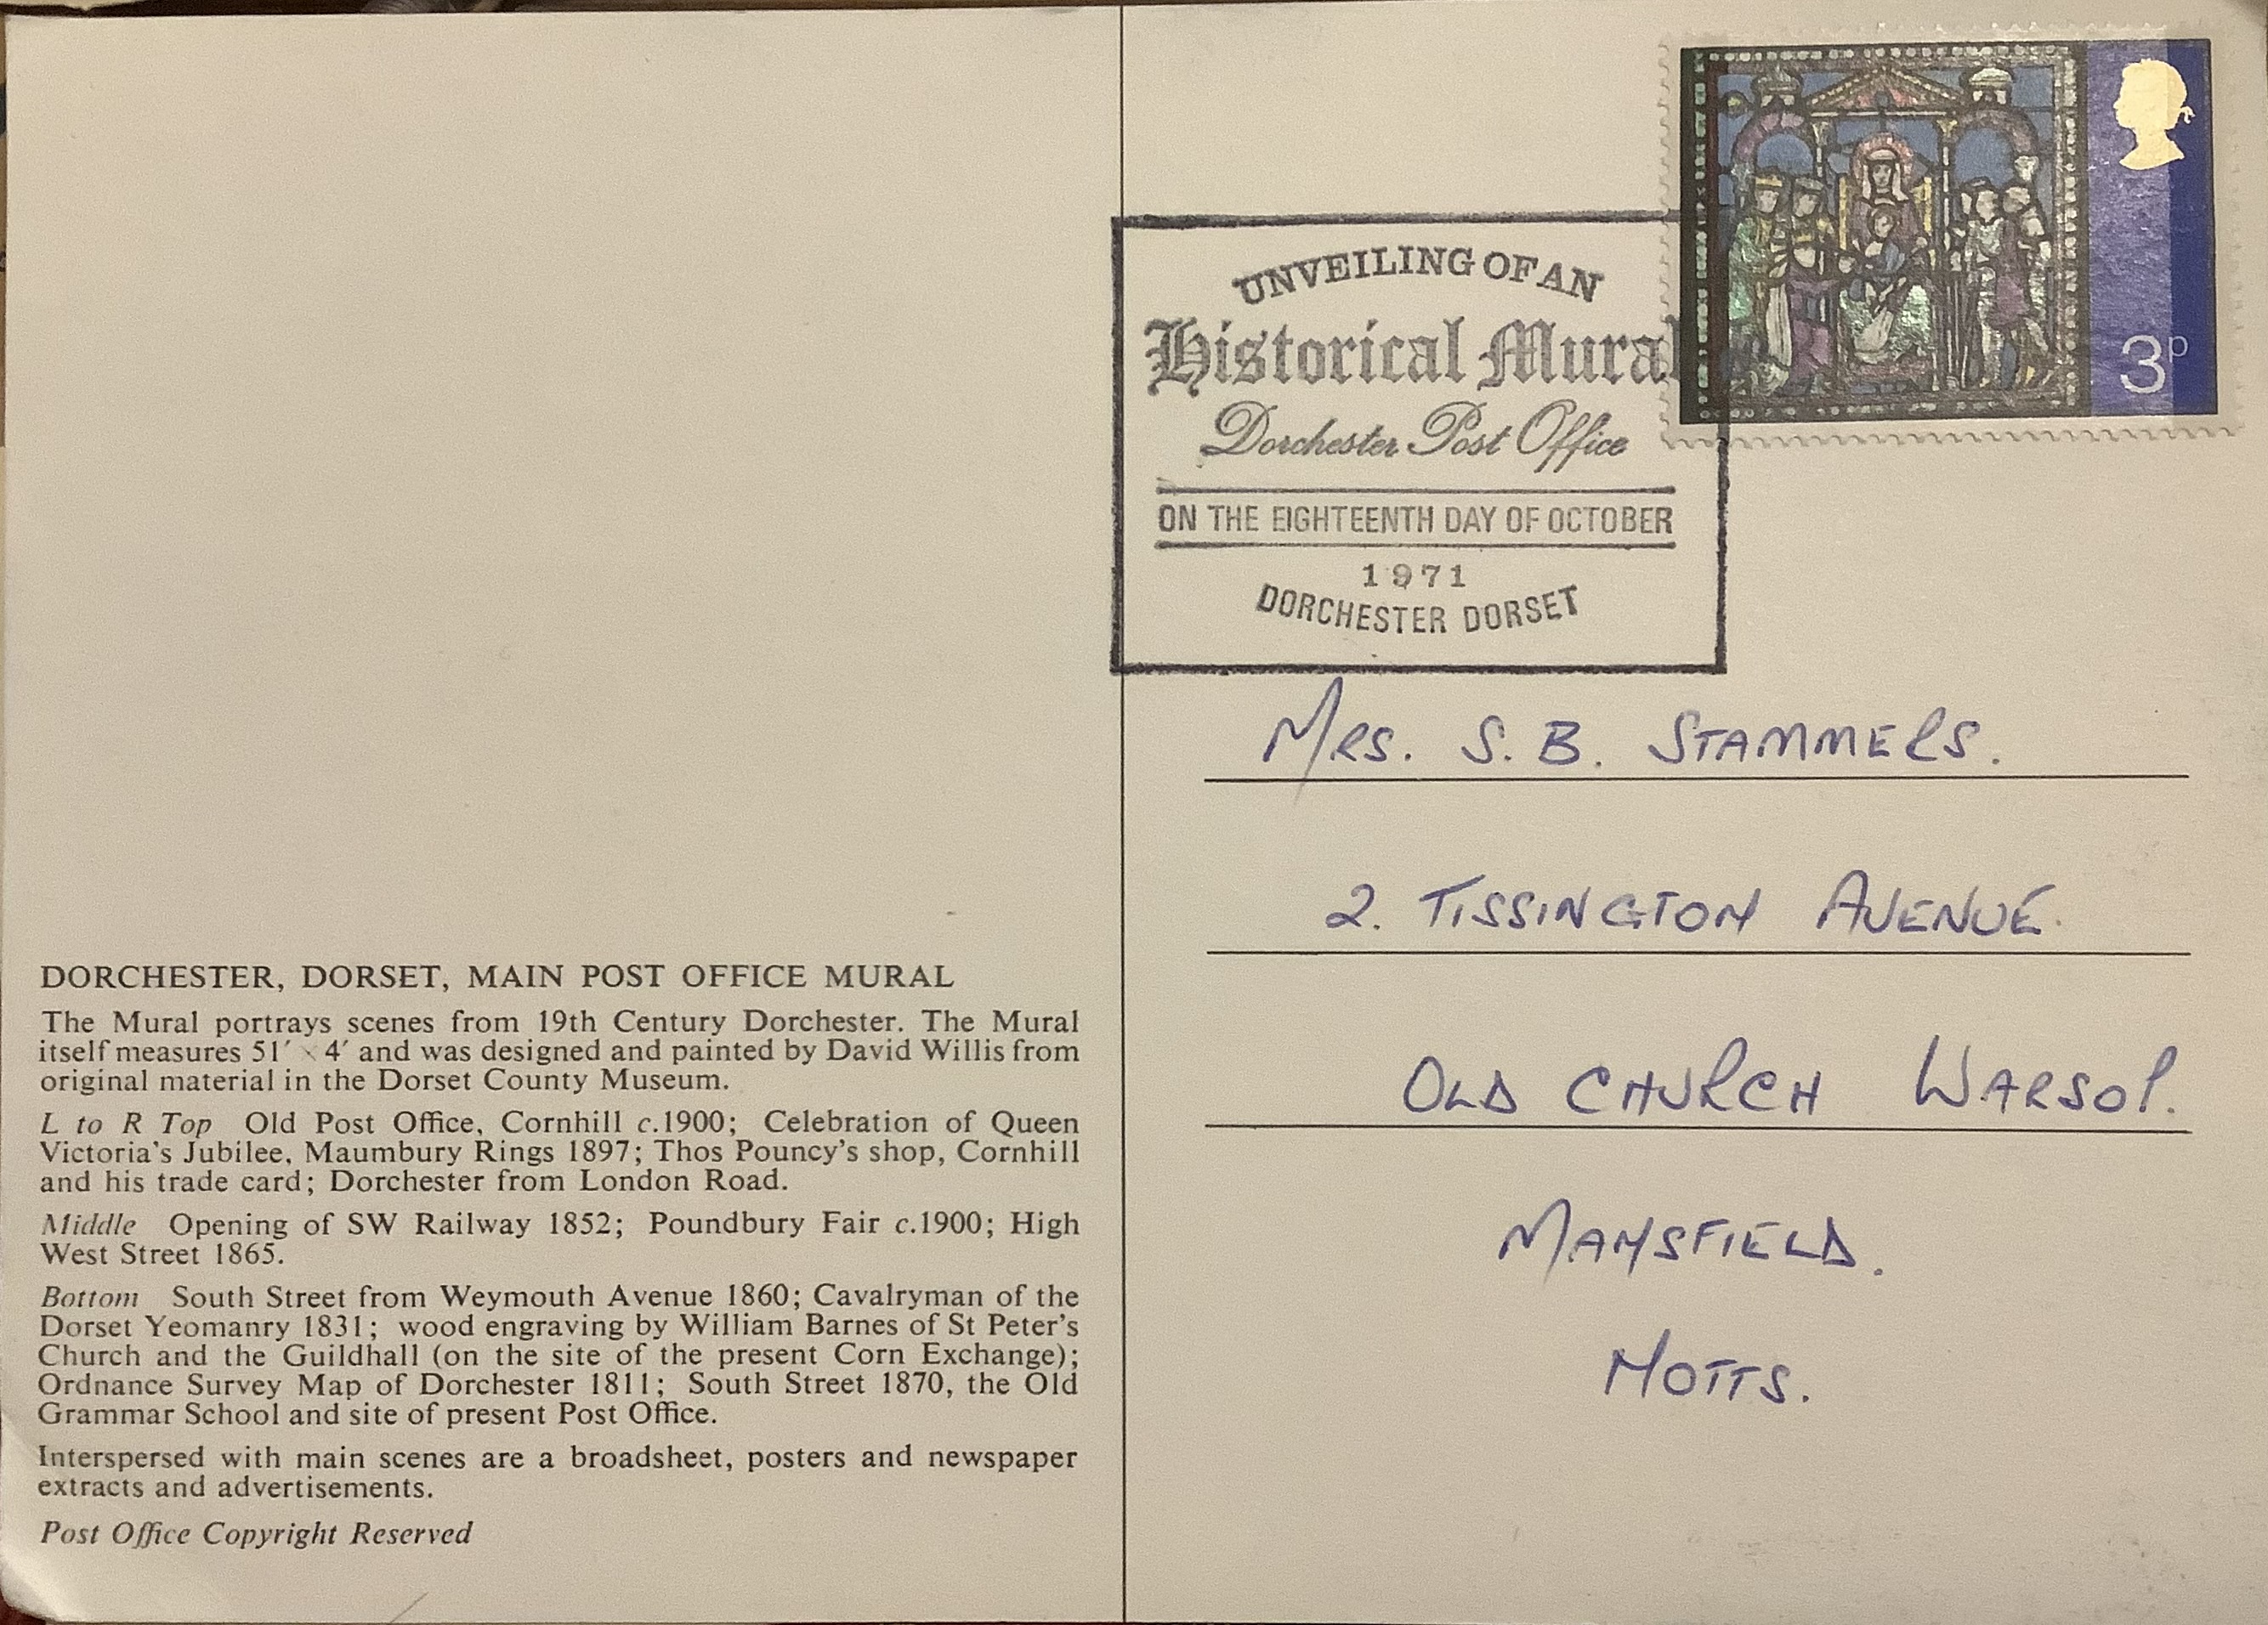 3p
UNVEILING OF AN
Historical Mural
Dorchester Post Office
ON THE EIGHTEENTH DAY OF OCTOBER
1971
DORCHESTER DORSET
DORCHESTER, DORSET, MAIN POST OFFICE MURAL
The Mural portrays scenes from 19th Century Dorchester. The Mural
itself measures 51′ × 4′ and was designed and painted by David Willis from
original material in the Dorset County Museum.
L to R Top Old Post Office, Cornhill c.1900; Celebration of Queen
Victoria's Jubilee, Maumbury Rings 1897; Thos Pouncy's shop, Cornhill
and his trade card; Dorchester from London Road.
Middle Opening of SW Railway 1852; Poundbury Fair c.1900; High
West Street 1865.
Bottom South Street from Weymouth Avenue 1860; Cavalryman of the
Dorset Yeomanry 1831; wood engraving by William Barnes of St Peter's
Church and the Guildhall (on the site of the present Corn Exchange);
Ordnance Survey Map of Dorchester 1811; South Street 1870, the Old
Grammar School and site of present Post Office.
Interspersed with main scenes are a broadsheet, posters and newspaper
extracts and advertisements.
Post Office Copyright Reserved
MRS. S. B. STAMMERS.
2. TISSINGTON AVENUE.
OLD CHURCH WARSOP.
MANSFIELD.
NOTTS.